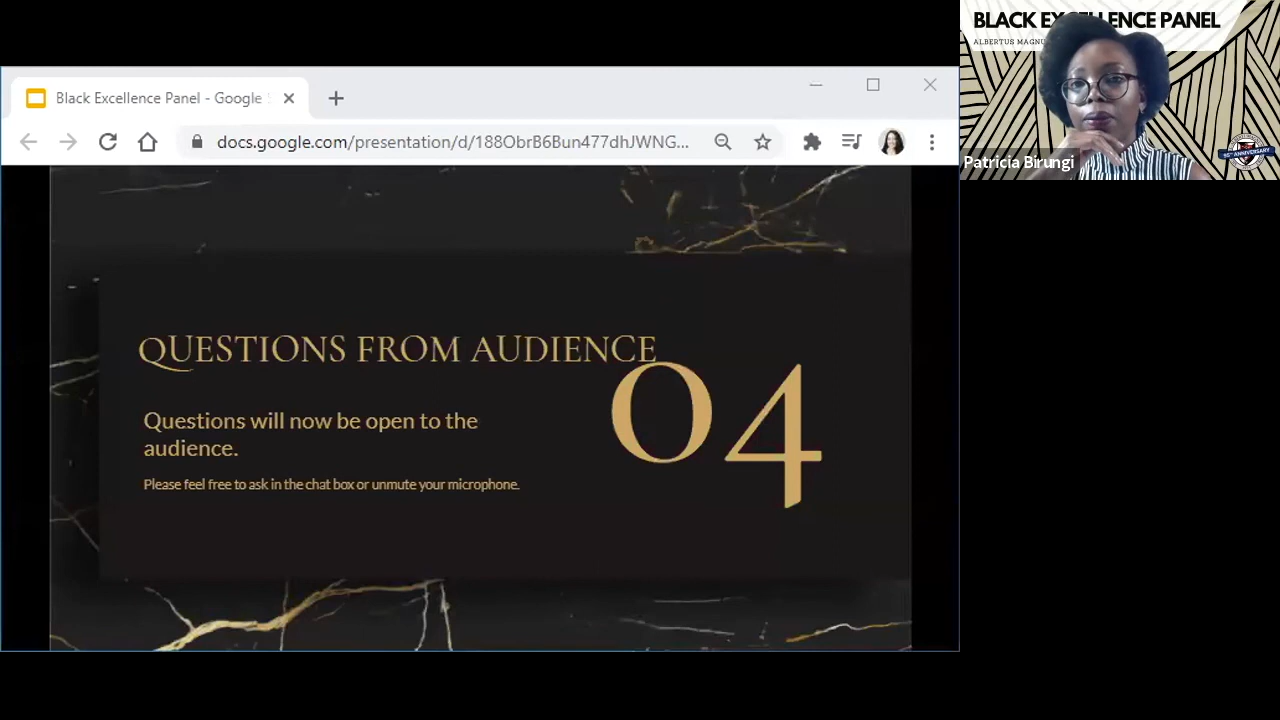 Black Excellence Panel - Google
docs.google.com/presentation/d/188ObrB6Bun477dhJWNG...
QUESTIONS FROM AUDIENCE
04
Questions will now be open to the
audience.
Please feel free to ask in the chat box or unmute your microphone.
BLACK EXCELLENCE PANEL
ALBERTUS MAGNU
Patricia Birungi
95TH ANNIVERSARY